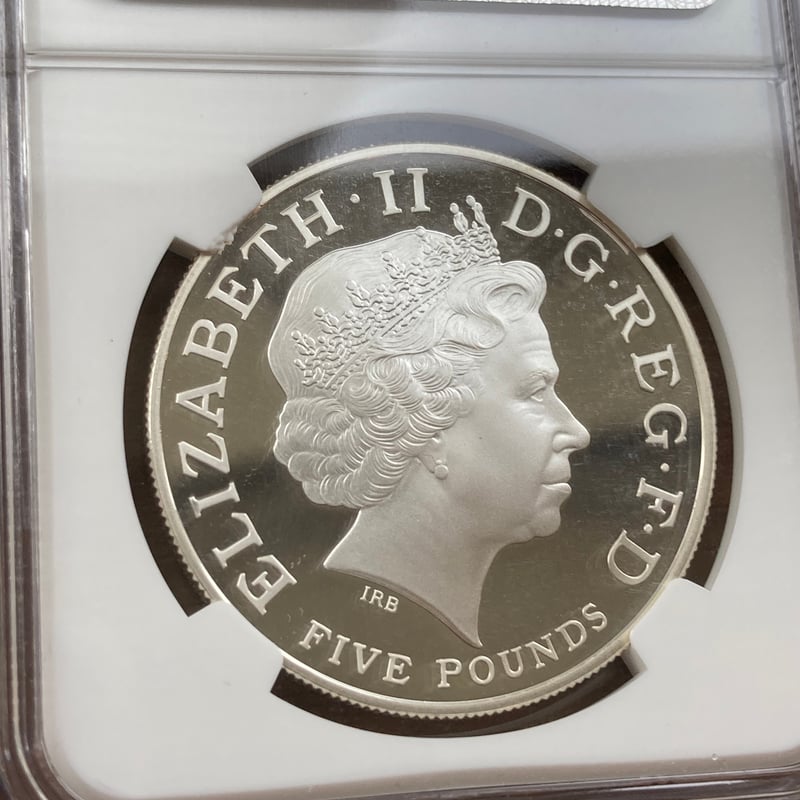 ELIZABETH · II D · G · REG · F · D
IRB
FIVE POUNDS